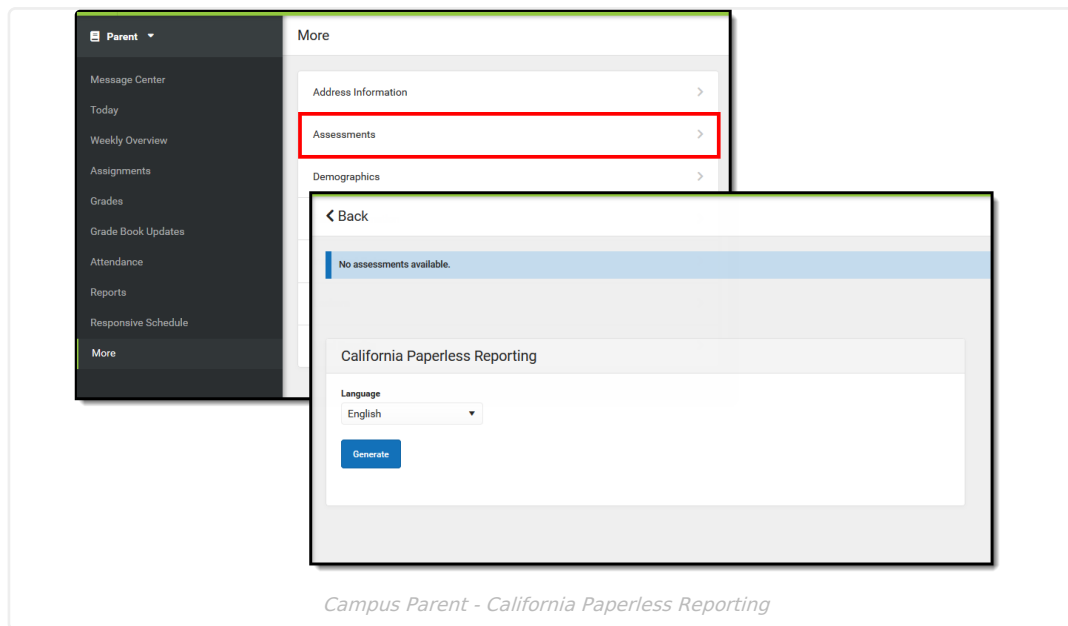 Parent
Message Center
Today
Weekly Overview
Assignments
Grades
Grade Book Updates
Attendance
Reports
Responsive Schedule
More
More
Address Information
Assessments
Demographics
Back
No assessments available.
California Paperless Reporting
Language
English
Generate
Campus Parent - California Paperless Reporting